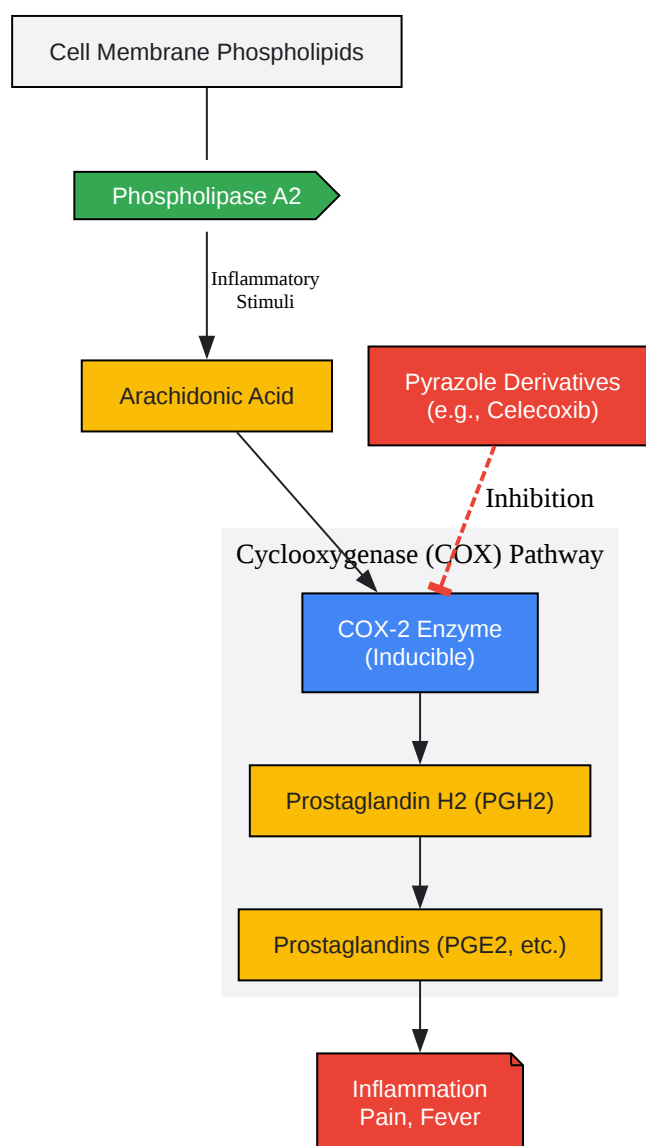 Cell Membrane Phospholipids
Phospholipase A2
Inflammatory
Stimuli
Arachidonic Acid
Pyrazole Derivatives
(e.g., Celecoxib)
Inhibition
Cyclooxygenase (COX) Pathway
COX-2 Enzyme
(Inducible)
Prostaglandin H2 (PGH2)
Prostaglandins (PGE2, etc.)
Inflammation
Pain, Fever